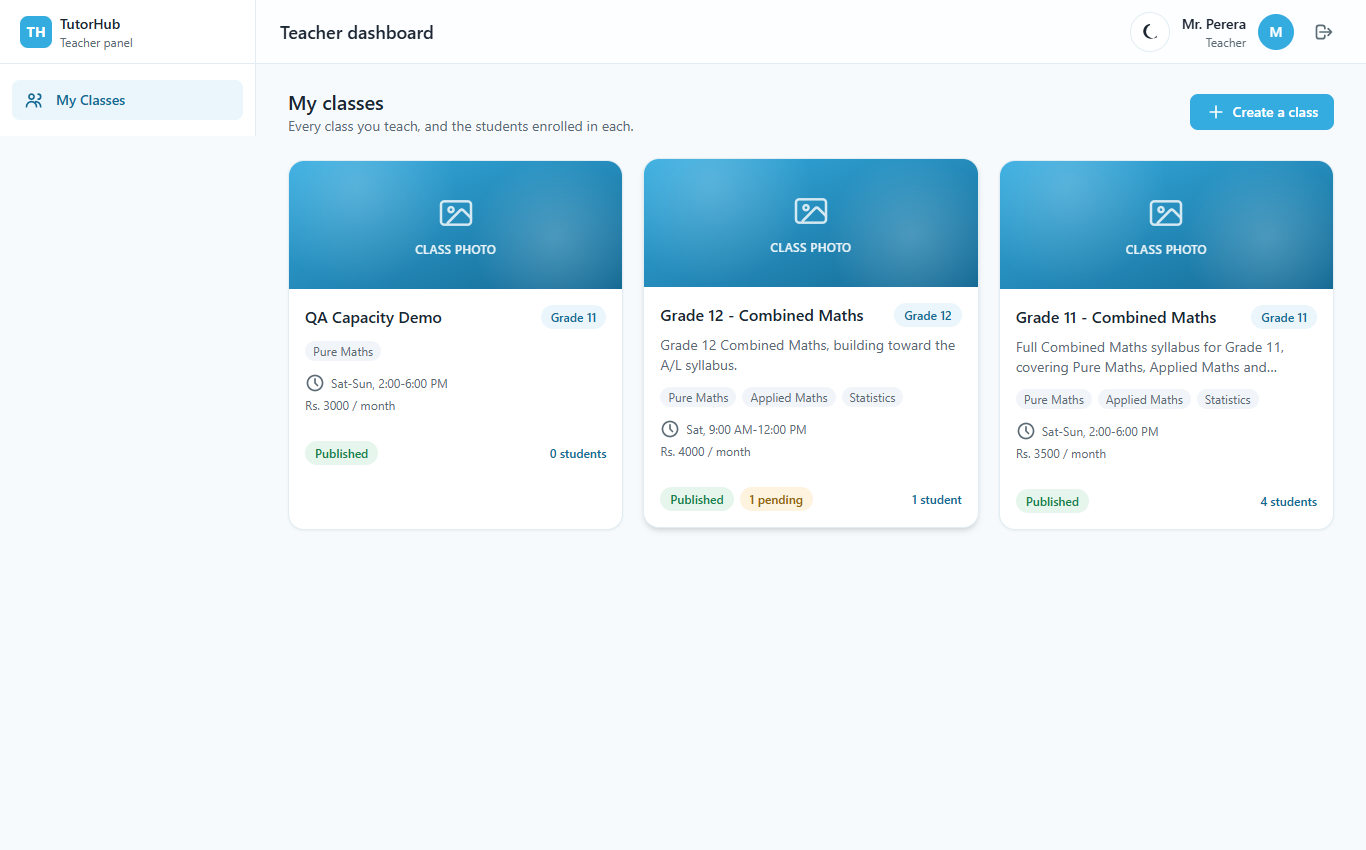 TH
TutorHub
Teacher panel
Teacher dashboard
Mr. Perera
Teacher
M
My Classes
My classes
Every class you teach, and the students enrolled in each.
Create a class
CLASS PHOTO
QA Capacity Demo
Grade 11
Pure Maths
Sat-Sun, 2:00-6:00 PM
Rs. 3000 / month
Published
0 students
CLASS PHOTO
Grade 12 - Combined Maths
Grade 12
Grade 12 Combined Maths, building toward the
A/L syllabus.
Pure Maths
Applied Maths
Statistics
Sat, 9:00 AM-12:00 PM
Rs. 4000 / month
Published
1 pending
1 student
CLASS PHOTO
Grade 11 - Combined Maths
Grade 11
Full Combined Maths syllabus for Grade 11,
covering Pure Maths, Applied Maths and...
Pure Maths
Applied Maths
Statistics
Sat-Sun, 2:00-6:00 PM
Rs. 3500 / month
Published
4 students